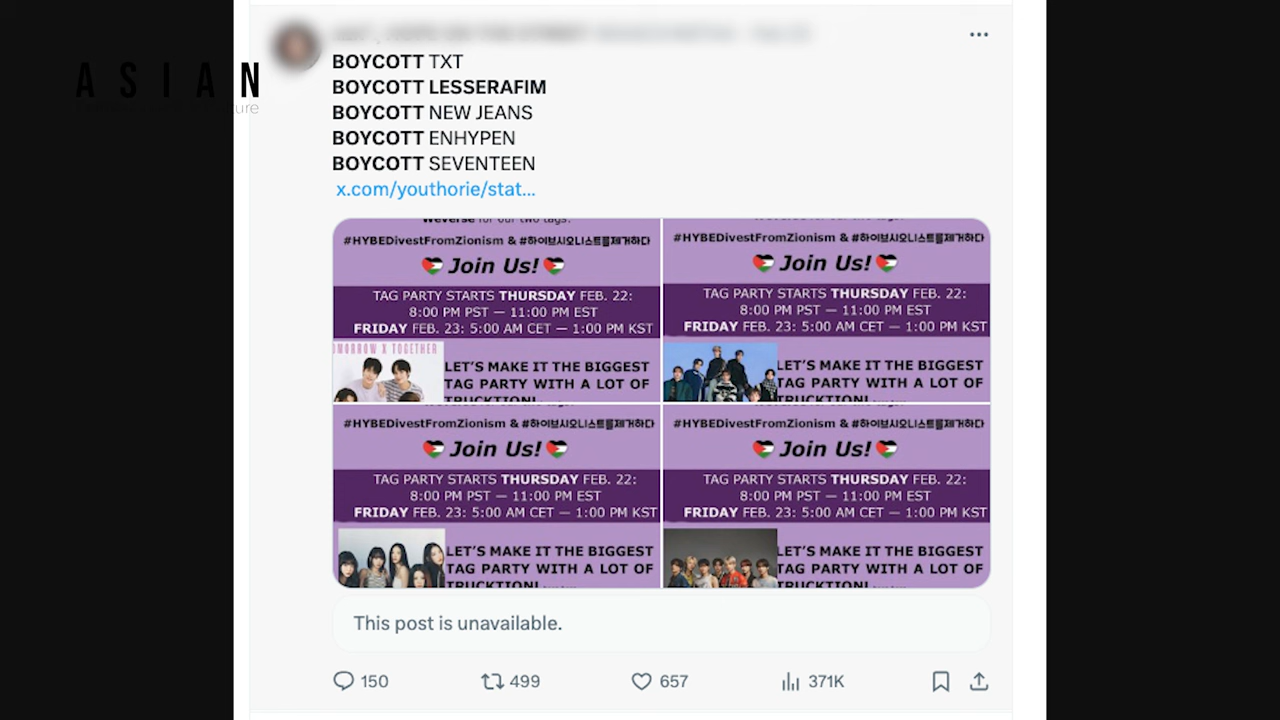 ASIAN
BOYCOTT TXT
BOYCOTT LESSERAFIM
BOYCOTT NEW JEANS
BOYCOTT ENHYPEN
BOYCOTT SEVENTEEN
x.com/youthorie/stat...
Weverse for our two tags:
#HYBEDivestFromZionism & #하이브시오니스트를제거하다
Join Us!
TAG PARTY STARTS THURSDAY FEB. 22:
8:00 PM PST — 11:00 PM EST
FRIDAY FEB. 23: 5:00 AM CET — 1:00 PM KST
TOMORROW X TOGETHER
LET'S MAKE IT THE BIGGEST
TAG PARTY WITH A LOT OF
TRUCKTION!
#HYBEDivestFromZionism & #하이브시오니스트를제거하다
Join Us!
TAG PARTY STARTS THURSDAY FEB. 22:
8:00 PM PST — 11:00 PM EST
FRIDAY FEB. 23: 5:00 AM CET — 1:00 PM KST
LET'S MAKE IT THE BIGGEST
TAG PARTY WITH A LOT OF
TRUCKTION!
#HYBEDivestFromZionism & #하이브시오니스트를제거하다
Join Us!
TAG PARTY STARTS THURSDAY FEB. 22:
8:00 PM PST — 11:00 PM EST
FRIDAY FEB. 23: 5:00 AM CET — 1:00 PM KST
LET'S MAKE IT THE BIGGEST
TAG PARTY WITH A LOT OF
TRUCKTION!
#HYBEDivestFromZionism & #하이브시오니스트를제거하다
Join Us!
TAG PARTY STARTS THURSDAY FEB. 22:
8:00 PM PST — 11:00 PM EST
FRIDAY FEB. 23: 5:00 AM CET — 1:00 PM KST
LET'S MAKE IT THE BIGGEST
TAG PARTY WITH A LOT OF
TRUCKTION!
This post is unavailable.
150 499 657 371K